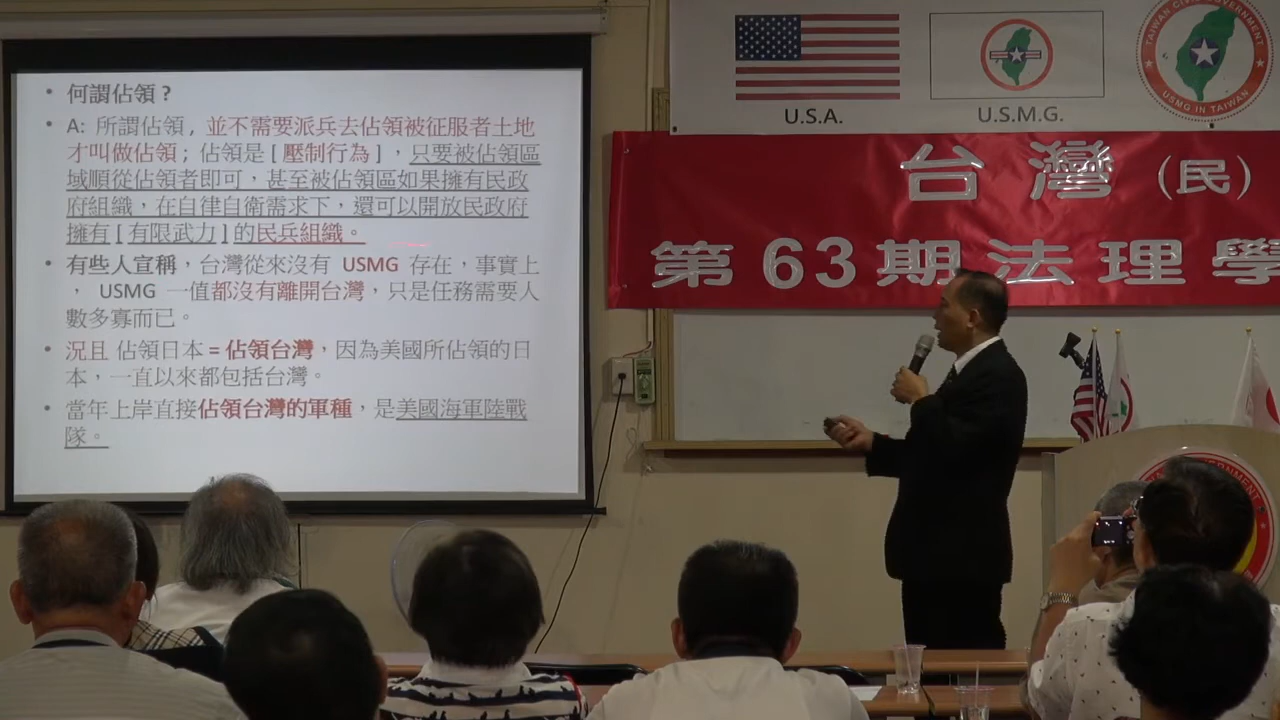 • 何謂佔領?
• A: 所謂佔領, 並不需要派兵去佔領被征服者土地
才叫做佔領; 佔領是[壓制行為],只要被佔領區
域順從佔領者即可,甚至被佔領區如果擁有民政
府組織,在自律自衛需求下,還可以開放民政府
擁有[有限武力]的民兵組織。
• 有些人宣稱,台灣從來沒有 USMG 存在,事實上
, USMG 一值都沒有離開台灣,只是任務需要人
數多寡而已。
• 況且 佔領日本=佔領台灣,因為美國所佔領的日
本,一直以來都包括台灣。
• 當年上岸直接佔領台灣的軍種,是美國海軍陸戰
隊。
U.S.A.
U.S.M.G.
TAIWAN CIVIL GOVERNMENT
USMG IN TAIWAN
台灣(民)
第63期法理學